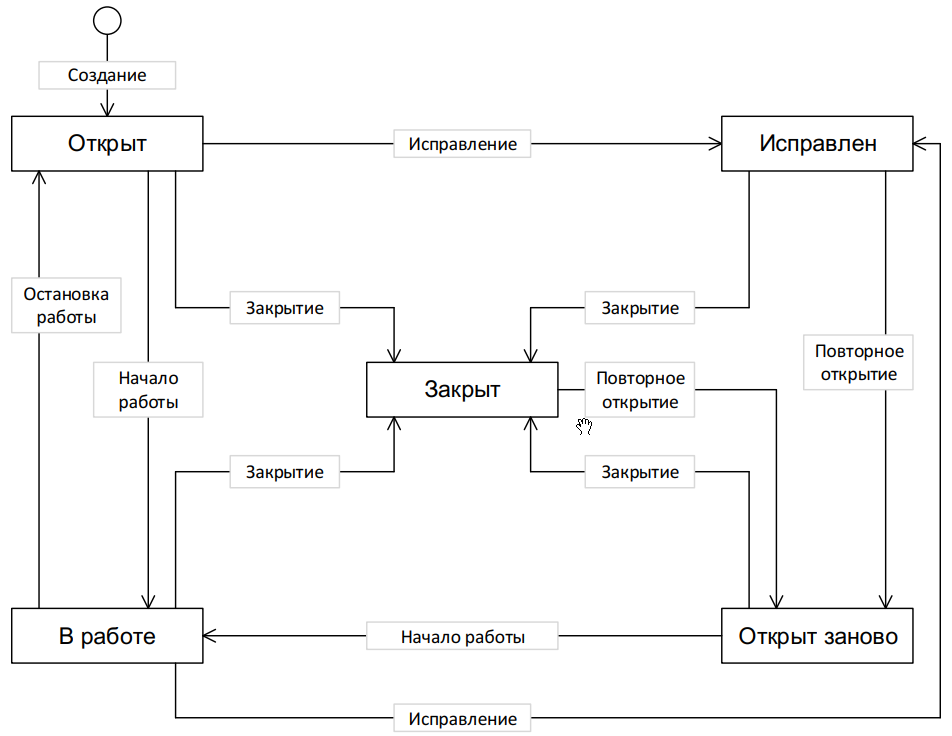 Создание
Открыт
Исправление
Исправлен
Остановка
работы
Закрытие
Закрытие
Повторное
открытие
Начало
работы
Закрыт
Повторное
открытие
Закрытие
Закрытие
В работе
Начало работы
Открыт заново
Исправление